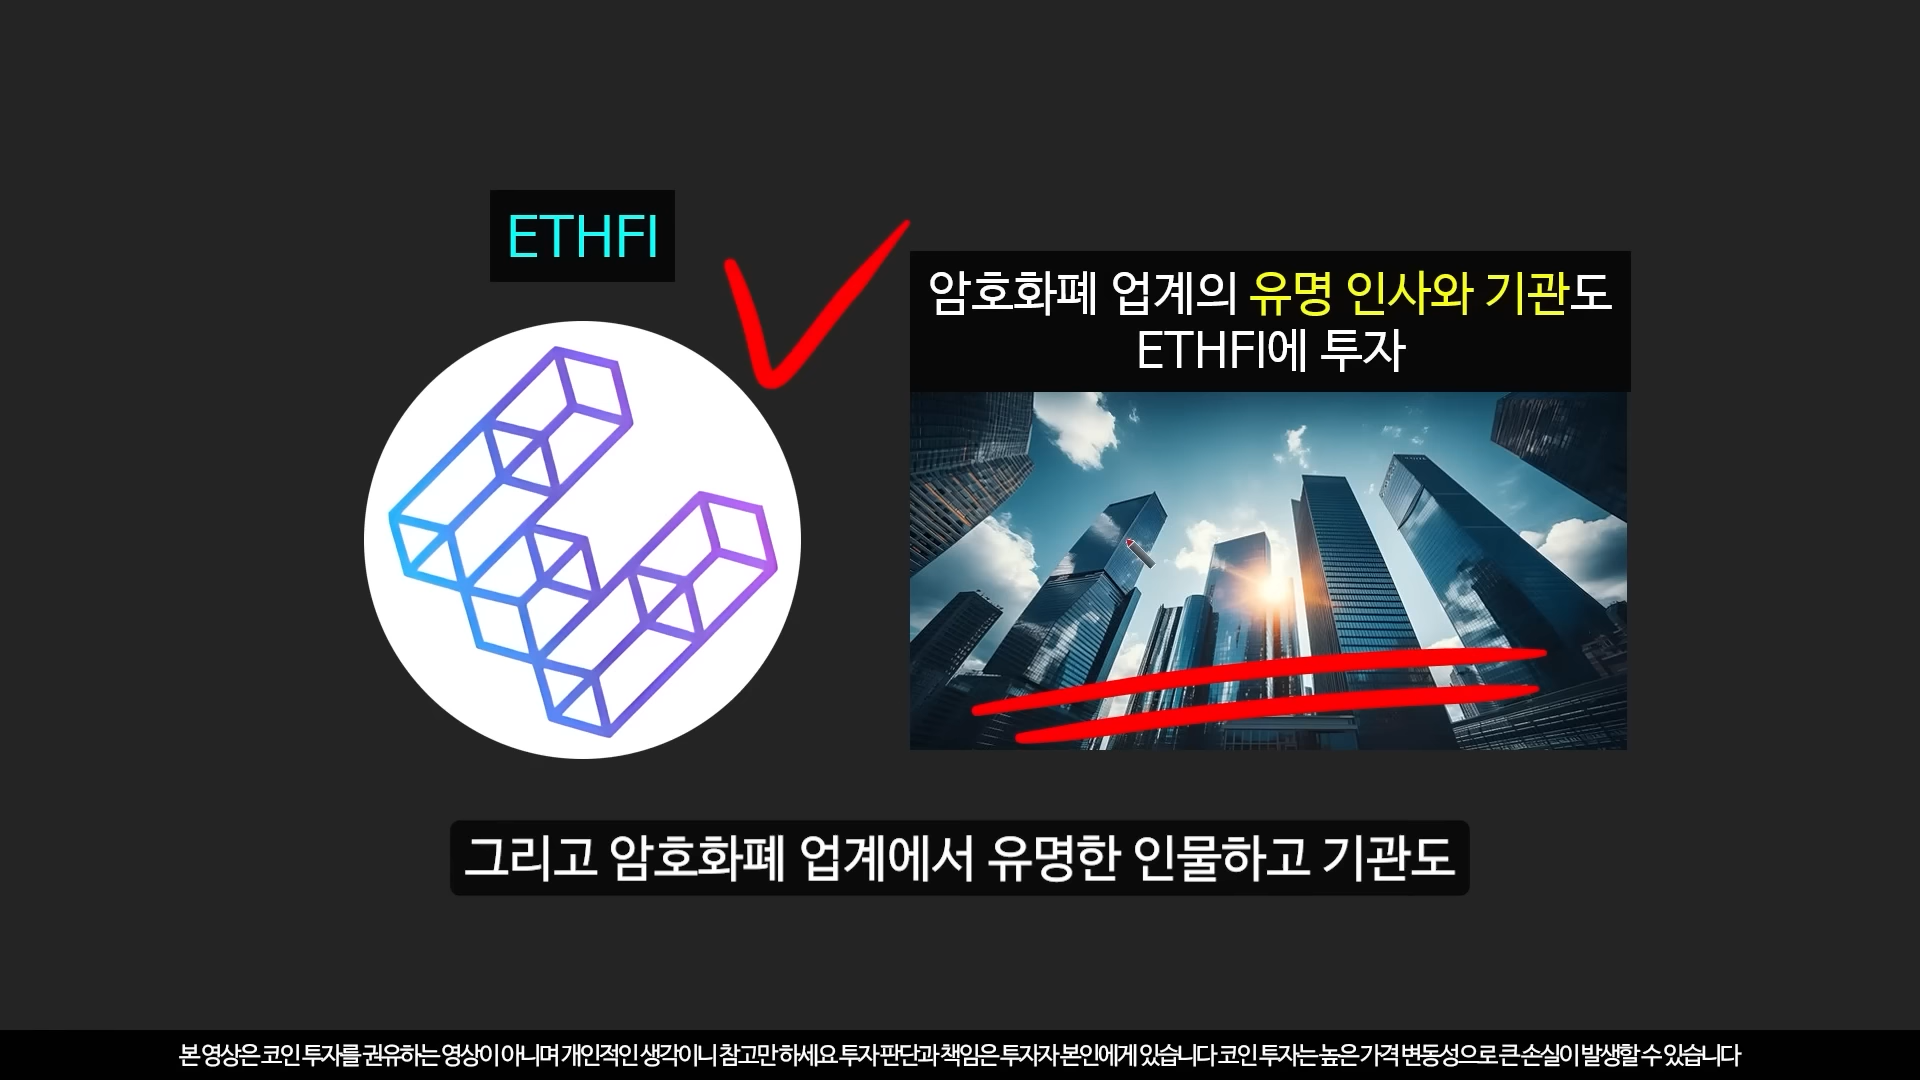 ETHFI
암호화폐 업계의 유명 인사와 기관도
ETHFI에 투자
그리고 암호화폐 업계에서 유명한 인물하고 기관도
본 영상은 코인 투자를 권유하는 영상이 아니며 개인적인 생각이니 참고만 하세요 투자 판단과 책임은 투자자 본인에게 있습니다 코인 투자는 높은 가격 변동성으로 큰 손실이 발생할 수 있습니다